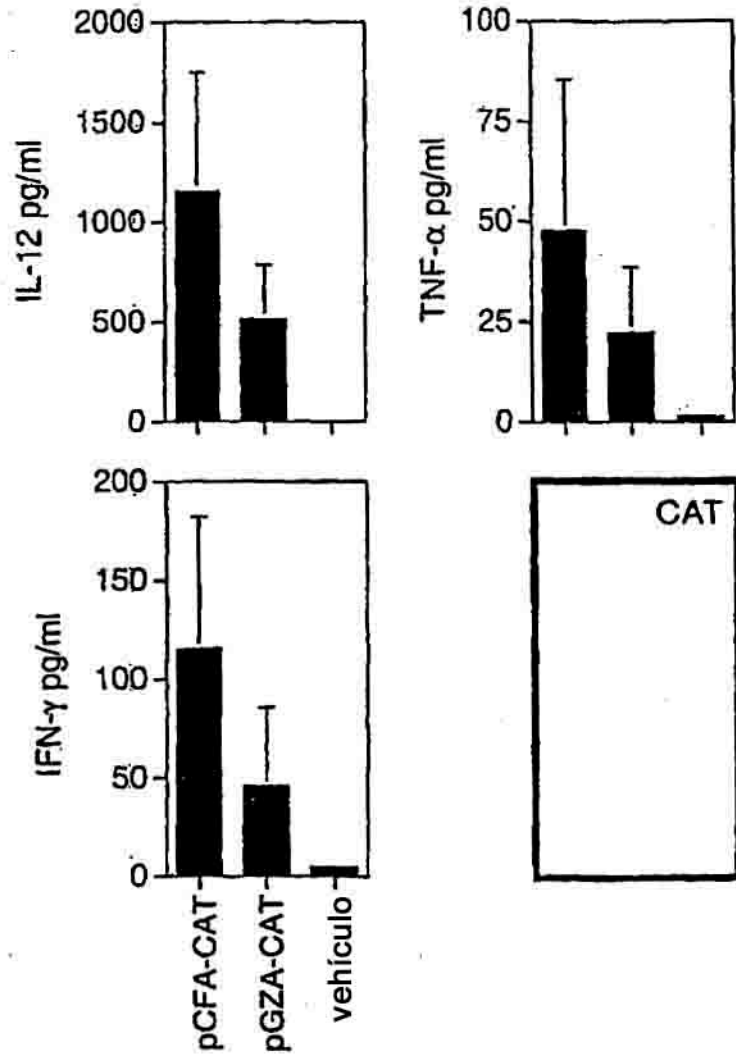 IL-12 pg/ml
2000
1500
1000
500
0
TNF-α pg/ml
100
75
50
25
0
IFN-γ pg/ml
200
150
100
50
0
pCFA-CAT
pGZA-CAT
vehículo
CAT